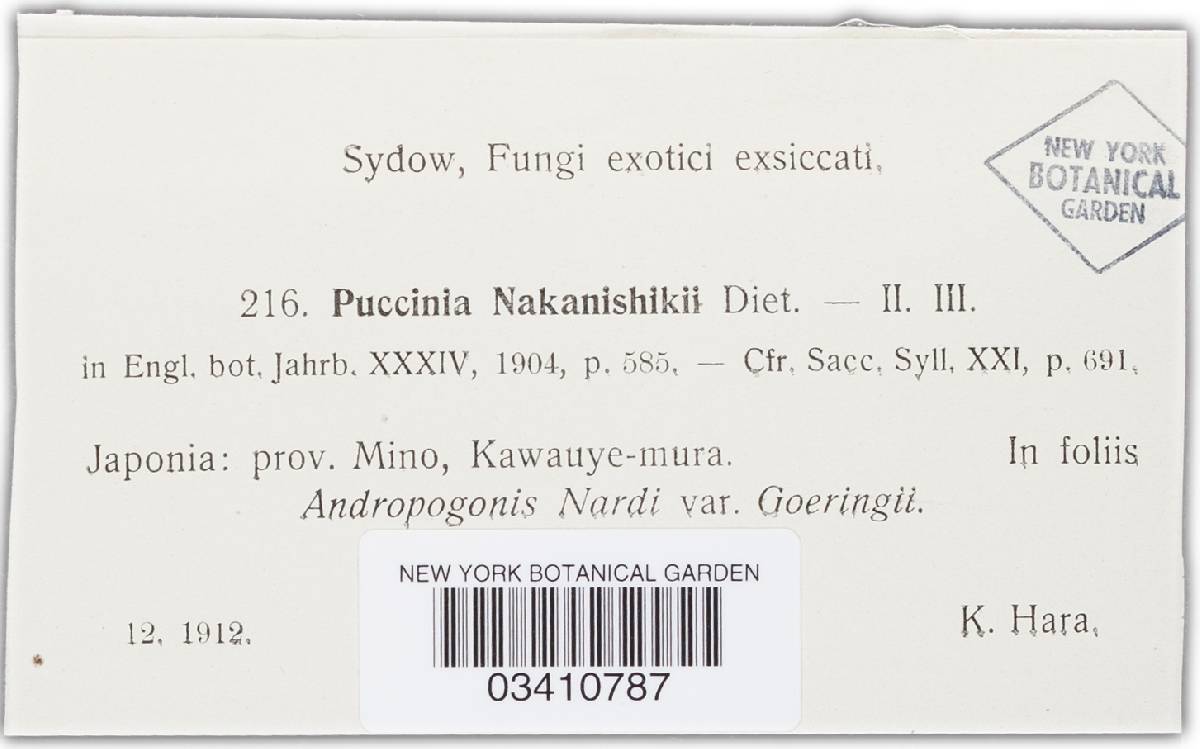 Sydow, Fungi exotici exsiccati.
NEW YORK
BOTANICAL
GARDEN
216. Puccinia Nakanishikii Diet. — II. III.
in Engl. bot. Jahrb. XXXIV, 1904, p. 585. — Cfr. Sacc. Syll. XXI, p. 691.
Japonia: prov. Mino, Kawauye-mura. In foliis
Andropogonis Nardi var. Goeringii.
NEW YORK BOTANICAL GARDEN
03410787
12. 1912. K. Hara.